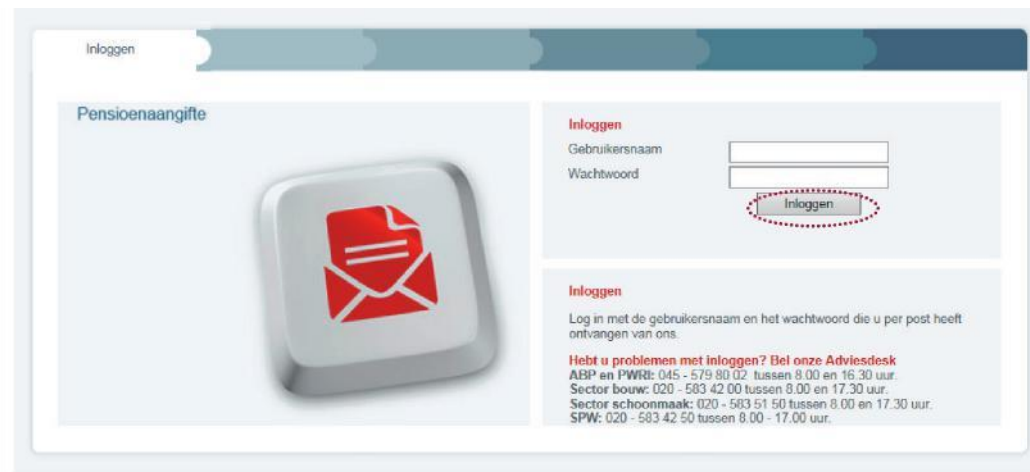 Inloggen
Pensioenaangifte
Inloggen
Gebruikersnaam
Wachtwoord
Inloggen
Inloggen
Log in met de gebruikersnaam en het wachtwoord die u per post heeft
ontvangen van ons.
Hebt u problemen met inloggen? Bel onze Adviesdesk
ABP en PWRI: 045 - 579 80 02 tussen 8.00 en 16.30 uur.
Sector bouw: 020 - 583 42 00 tussen 8.00 en 17.30 uur.
Sector schoonmaak: 020 - 583 51 50 tussen 8.00 en 17.30 uur.
SPW: 020 - 583 42 50 tussen 8.00 - 17.00 uur.